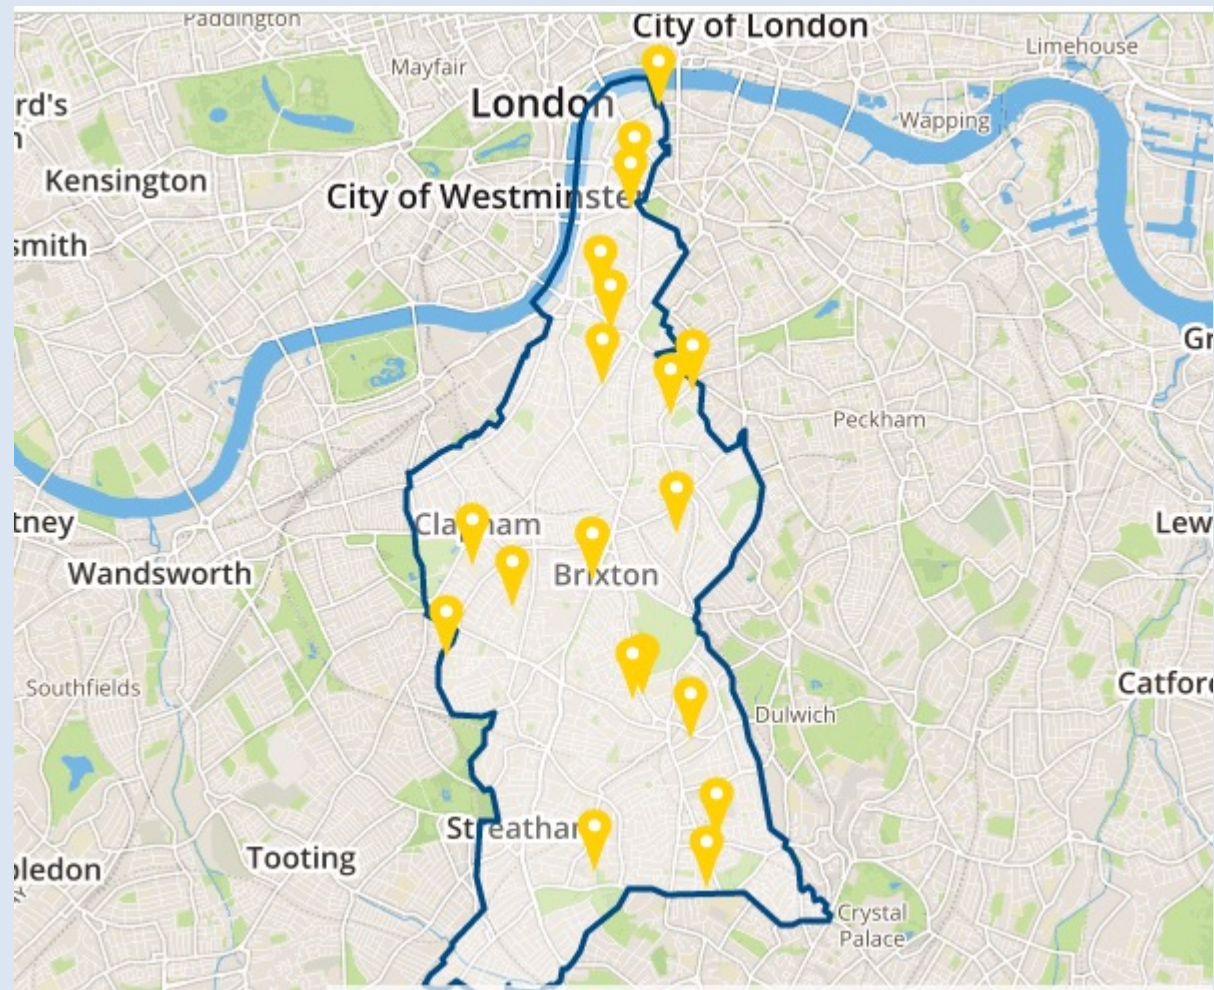 Paddington
City of London
Limehouse
Mayfair
London
rd's
n
Wapping
Kensington
City of Westminster
smith
Gr
Peckham
tney
Clapham
Lew
Wandsworth
Brixton
Southfields
Catford
Dulwich
Streatham
Tooting
bledon
Crystal
Palace